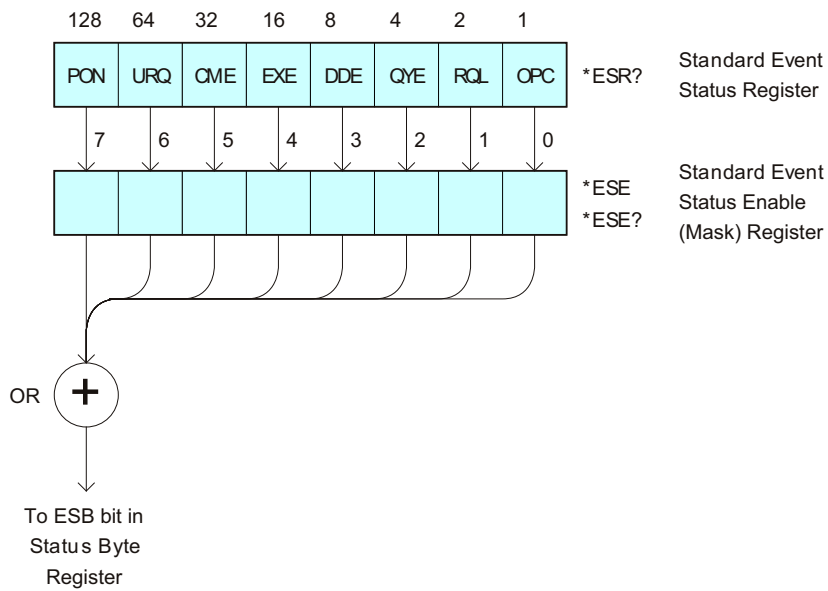 128 64 32 16 8 4 2 1
PON URQ CME EXE DDE QYE RQL OPC *ESR?
Standard Event
Status Register
7 6 5 4 3 2 1 0
*ESE
*ESE?
Standard Event
Status Enable
(Mask) Register
OR +
To ESB bit in
Status Byte
Register